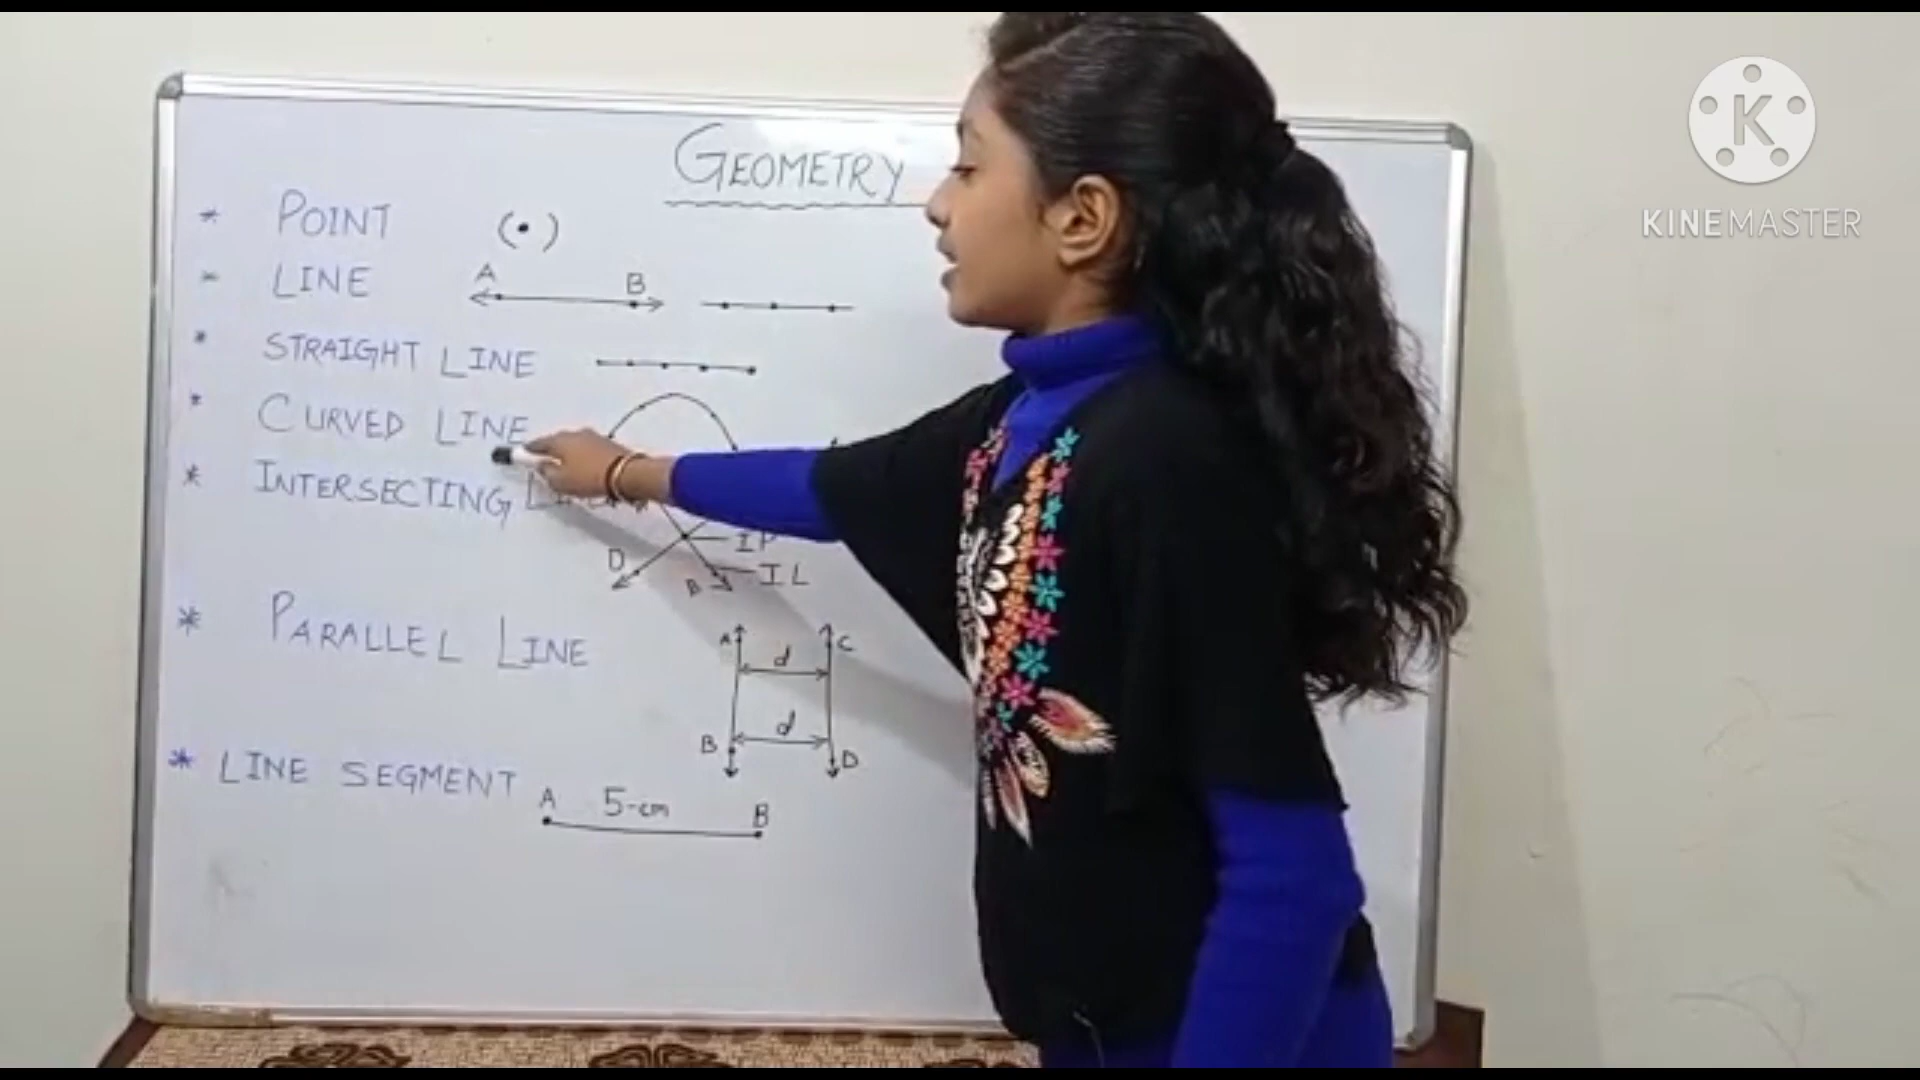 GEOMETRY
* POINT (•)
* LINE A B
* STRAIGHT LINE
* CURVED LINE
* INTERSECTING
D IP
B IL
* PARALLEL LINE A C
d
d
B D
* LINE SEGMENT A 5-cm B
K
KINEMASTER